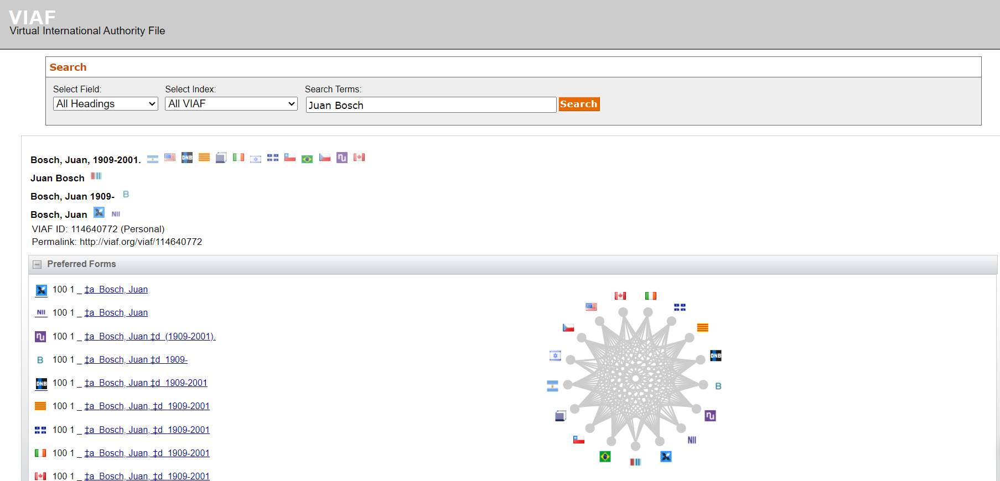 VIAF
Virtual International Authority File
Search
Select Field: Select Index: Search Terms:
All Headings All VIAF Juan Bosch Search
Bosch, Juan, 1909-2001. DNB nu
Juan Bosch
Bosch, Juan 1909- B
Bosch, Juan NII
VIAF ID: 114640772 (Personal)
Permalink: http://viaf.org/viaf/114640772
Preferred Forms
100 1 _ ‡a Bosch, Juan
NII 100 1 _ ‡a Bosch, Juan
nu 100 1 _ ‡a Bosch, Juan ‡d (1909-2001).
B 100 1 _ ‡a Bosch, Juan ‡d 1909-
DNB 100 1 _ ‡a Bosch, Juan ‡d 1909-2001
100 1 _ ‡a Bosch, Juan, ‡d 1909-2001
100 1 _ ‡a Bosch, Juan, ‡d 1909-2001
100 1 _ ‡a Bosch, Juan, ‡d 1909-2001
100 1 _ ‡a Bosch, Juan, ‡d 1909-2001
DNB
B
nu
NII